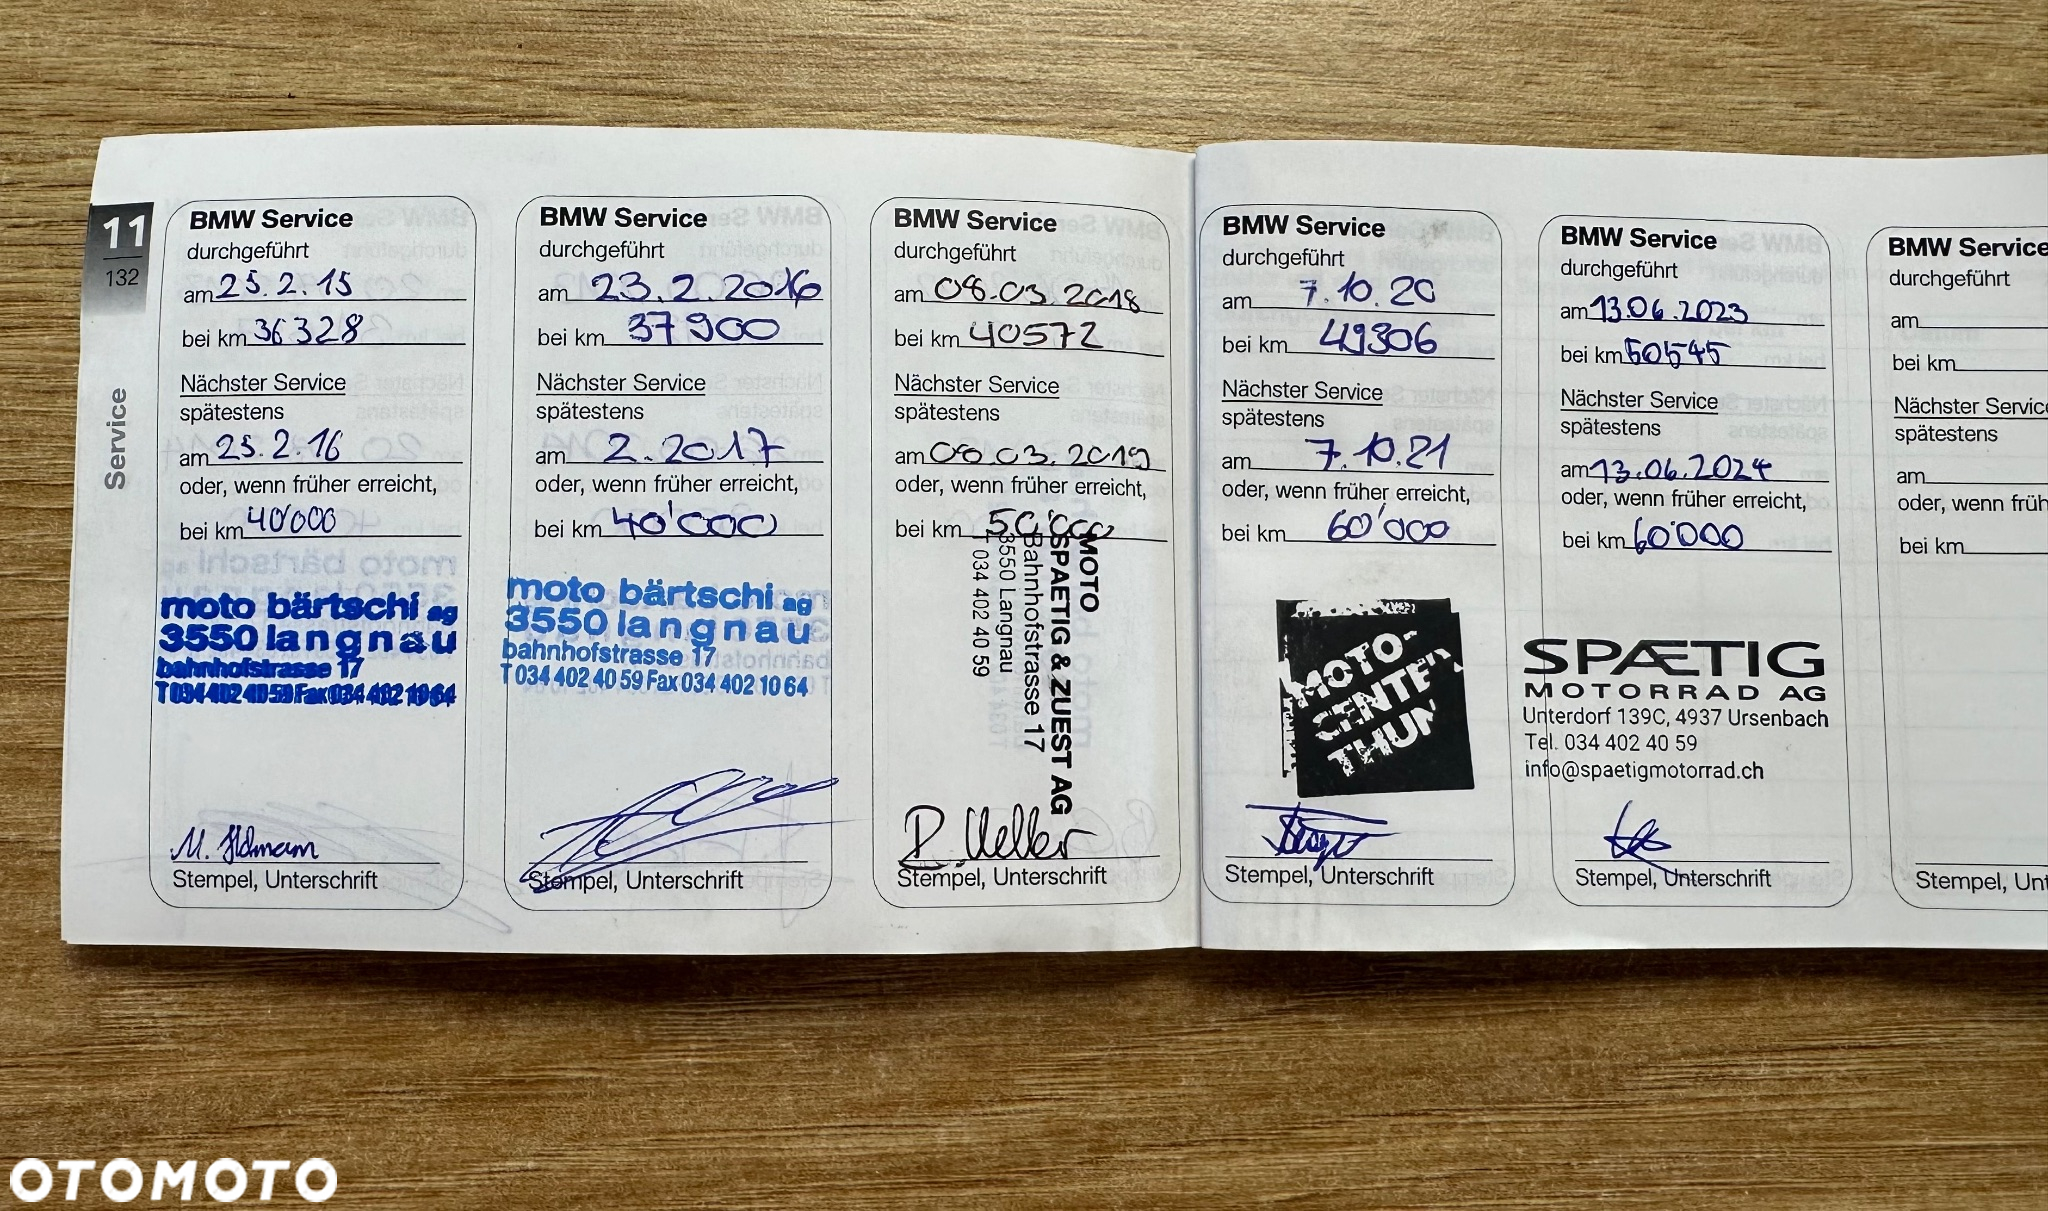 11
132
Service
BMW Service
durchgeführt
am 25.2.15
bei km 36328
Nächster Service
spätestens
am 25.2.16
oder, wenn früher erreicht,
bei km 40'000
moto bärtschi ag
3550 langnau
bahnhofstrasse 17
T 034 402 40 59 Fax 034 402 10 64
Stempel, Unterschrift
BMW Service
durchgeführt
am 23.2.2016
bei km 37900
Nächster Service
spätestens
am 2.2017
oder, wenn früher erreicht,
bei km 40'000
moto bärtschi ag
3550 langnau
bahnhofstrasse 17
T 034 402 40 59 Fax 034 402 10 64
Stempel, Unterschrift
BMW Service
durchgeführt
am 08.03.2018
bei km 40572
Nächster Service
spätestens
am 08.03.2019
oder, wenn früher erreicht,
bei km 50'000
MOTO
SPAETIG & ZUEST AG
Bahnhofstrasse 17
3550 Langnau
034 402 40 59
Stempel, Unterschrift
BMW Service
durchgeführt
am 7.10.20
bei km 49306
Nächster Service
spätestens
am 7.10.21
oder, wenn früher erreicht,
bei km 60'000
MOTO-
CENTER
THUN
Stempel, Unterschrift
BMW Service
durchgeführt
am 13.06.2023
bei km 50545
Nächster Service
spätestens
am 13.06.2024
oder, wenn früher erreicht,
bei km 60'000
SPÆTIG
MOTORRAD AG
Unterdorf 139C, 4937 Ursenbach
Tel. 034 402 40 59
info@spaetigmotorrad.ch
Stempel, Unterschrift
BMW Service
durchgeführt
am
bei km
Nächster Service
spätestens
am
oder, wenn früh
bei km
Stempel, Unt
OTOMOTO